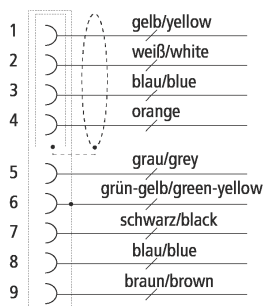 1 gelb/yellow
2 weiß/white
3 blau/blue
4 orange
5 grau/grey
6 grün-gelb/green-yellow
7 schwarz/black
8 blau/blue
9 braun/brown